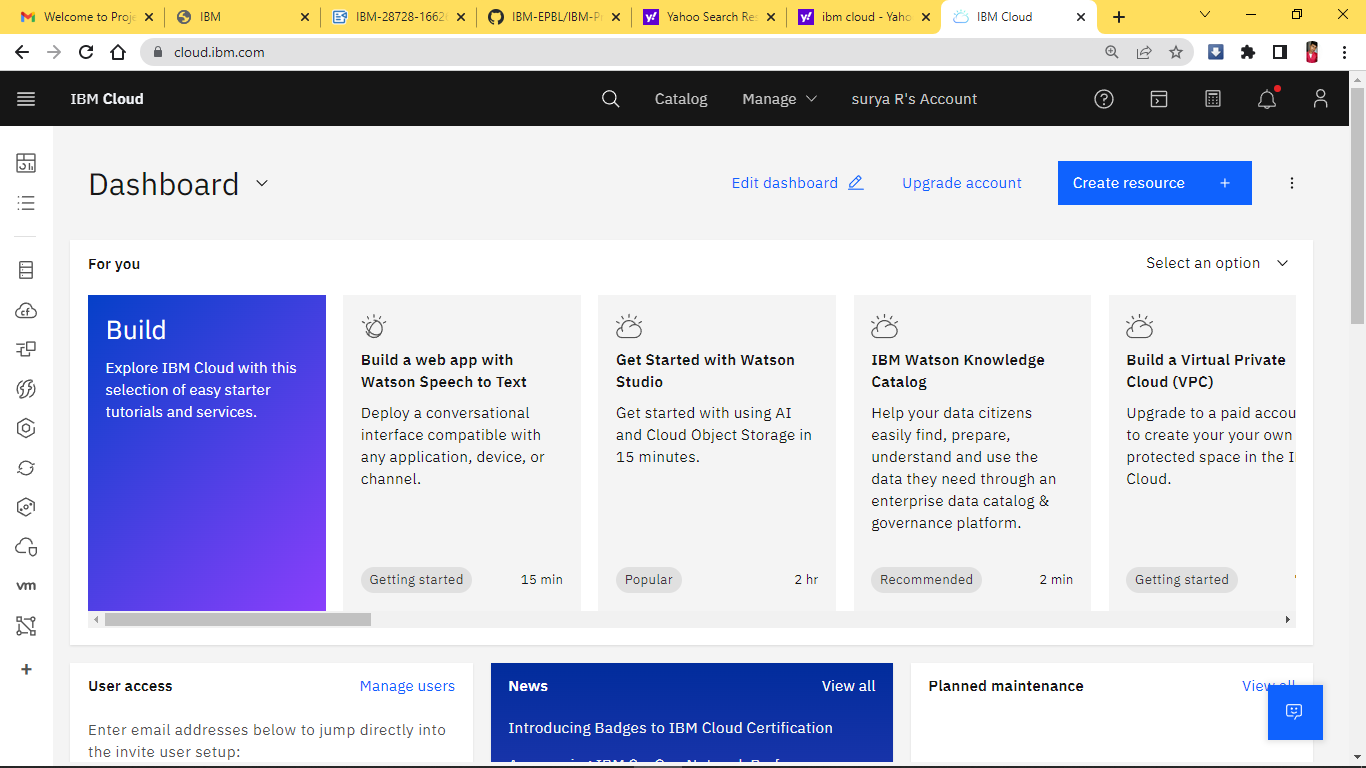 Welcome to Proje
IBM
IBM-28728-1662
IBM-EPBL/IBM-P
Yahoo Search Res
ibm cloud - Yaho
IBM Cloud
cloud.ibm.com
IBM Cloud
Catalog
Manage
surya R's Account
Dashboard
Edit dashboard
Upgrade account
Create resource +
For you
Select an option
Build
Explore IBM Cloud with this
selection of easy starter
tutorials and services.
Build a web app with
Watson Speech to Text
Deploy a conversational
interface compatible with
any application, device, or
channel.
Getting started
15 min
Get Started with Watson
Studio
Get started with using AI
and Cloud Object Storage in
15 minutes.
Popular
2 hr
IBM Watson Knowledge
Catalog
Help your data citizens
easily find, prepare,
understand and use the
data they need through an
enterprise data catalog &
governance platform.
Recommended
2 min
Build a Virtual Private
Cloud (VPC)
Upgrade to a paid accou
to create your your own
protected space in the I
Cloud.
Getting started
cf
vm
User access
Manage users
Enter email addresses below to jump directly into
the invite user setup:
News
View all
Introducing Badges to IBM Cloud Certification
Planned maintenance
View all